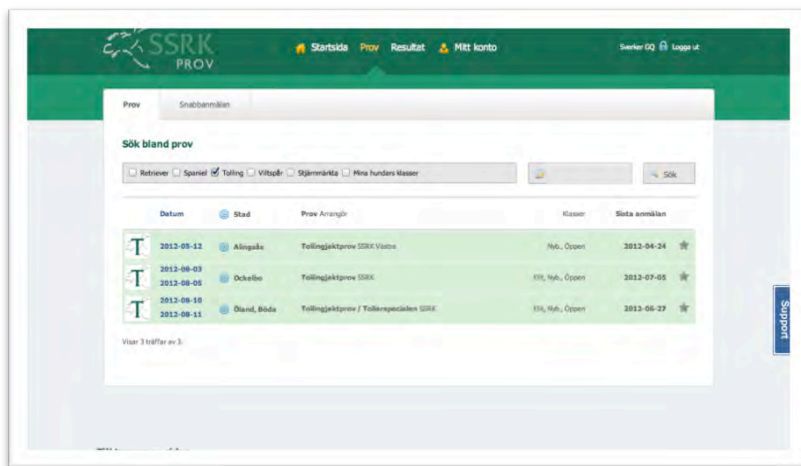 SSRK
PROV
Startsida Prov Resultat Mitt konto
Sverker GQ Logga ut
Prov Snabbanmälan
Sök bland prov
Retriever Spaniel Tolling Viltspår Stjärnmärkta Mina hundars klasser
Sök
Datum Stad Prov Arrangör Klasser Sista anmälan
T 2012-05-12 Alingsås Tollingjaktprov SSRK Västra Nyb., Öppen 2012-04-24
T 2012-08-03 2012-08-05 Ockelbo Tollingjaktprov SSRK Elit, Nyb., Öppen 2012-07-05
T 2012-08-10 2012-08-11 Öland, Böda Tollingjaktprov / Tollarspecialen SSRK Elit, Nyb., Öppen 2012-06-27
Visar 3 träffar av 3.
Support